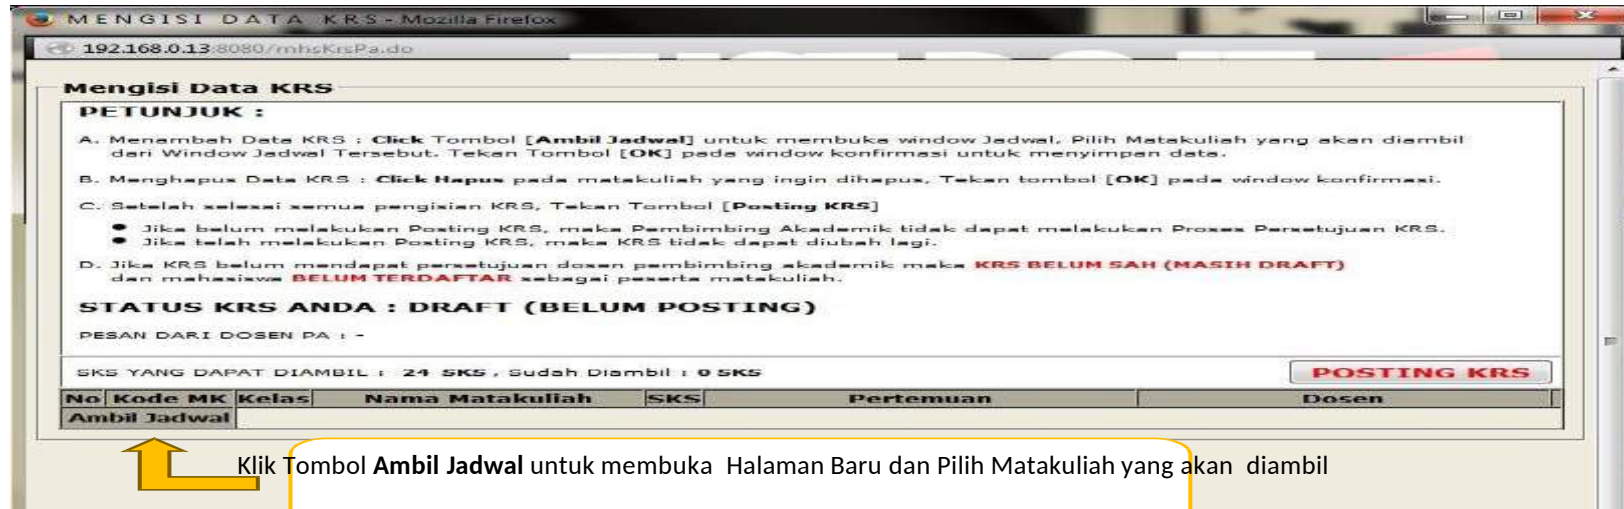 MENGISI DATA KRS - Mozilla Firefox
192.168.0.13:8080/mhsKrsPa.do
Mengisi Data KRS
PETUNJUK :
A. Menambah Data KRS : Click Tombol [Ambil Jadwal] untuk membuka window Jadwal, Pilih Matakuliah yang akan diambil
dari Window Jadwal Tersebut. Tekan Tombol [OK] pada window konfirmasi untuk menyimpan data.
B. Menghapus Data KRS : Click Hapus pada matakuliah yang ingin dihapus, Tekan tombol [OK] pada window konfirmasi.
C. Setelah selesai semua pengisian KRS, Tekan Tombol [Posting KRS]
• Jika belum melakukan Posting KRS, maka Pembimbing Akademik tidak dapat melakukan Proses Persetujuan KRS.
• Jika telah melakukan Posting KRS, maka KRS tidak dapat diubah lagi.
D. Jika KRS belum mendapat persetujuan dosen pembimbing akademik maka KRS BELUM SAH (MASIH DRAFT)
dan mahasiswa BELUM TERDAFTAR sebagai peserta matakuliah.
STATUS KRS ANDA : DRAFT (BELUM POSTING)
PESAN DARI DOSEN PA : -
SKS YANG DAPAT DIAMBIL : 24 SKS , Sudah Diambil : 0 SKS
POSTING KRS
No Kode MK Kelas Nama Matakuliah SKS Pertemuan Dosen
Ambil Jadwal
Klik Tombol Ambil Jadwal untuk membuka Halaman Baru dan Pilih Matakuliah yang akan diambil